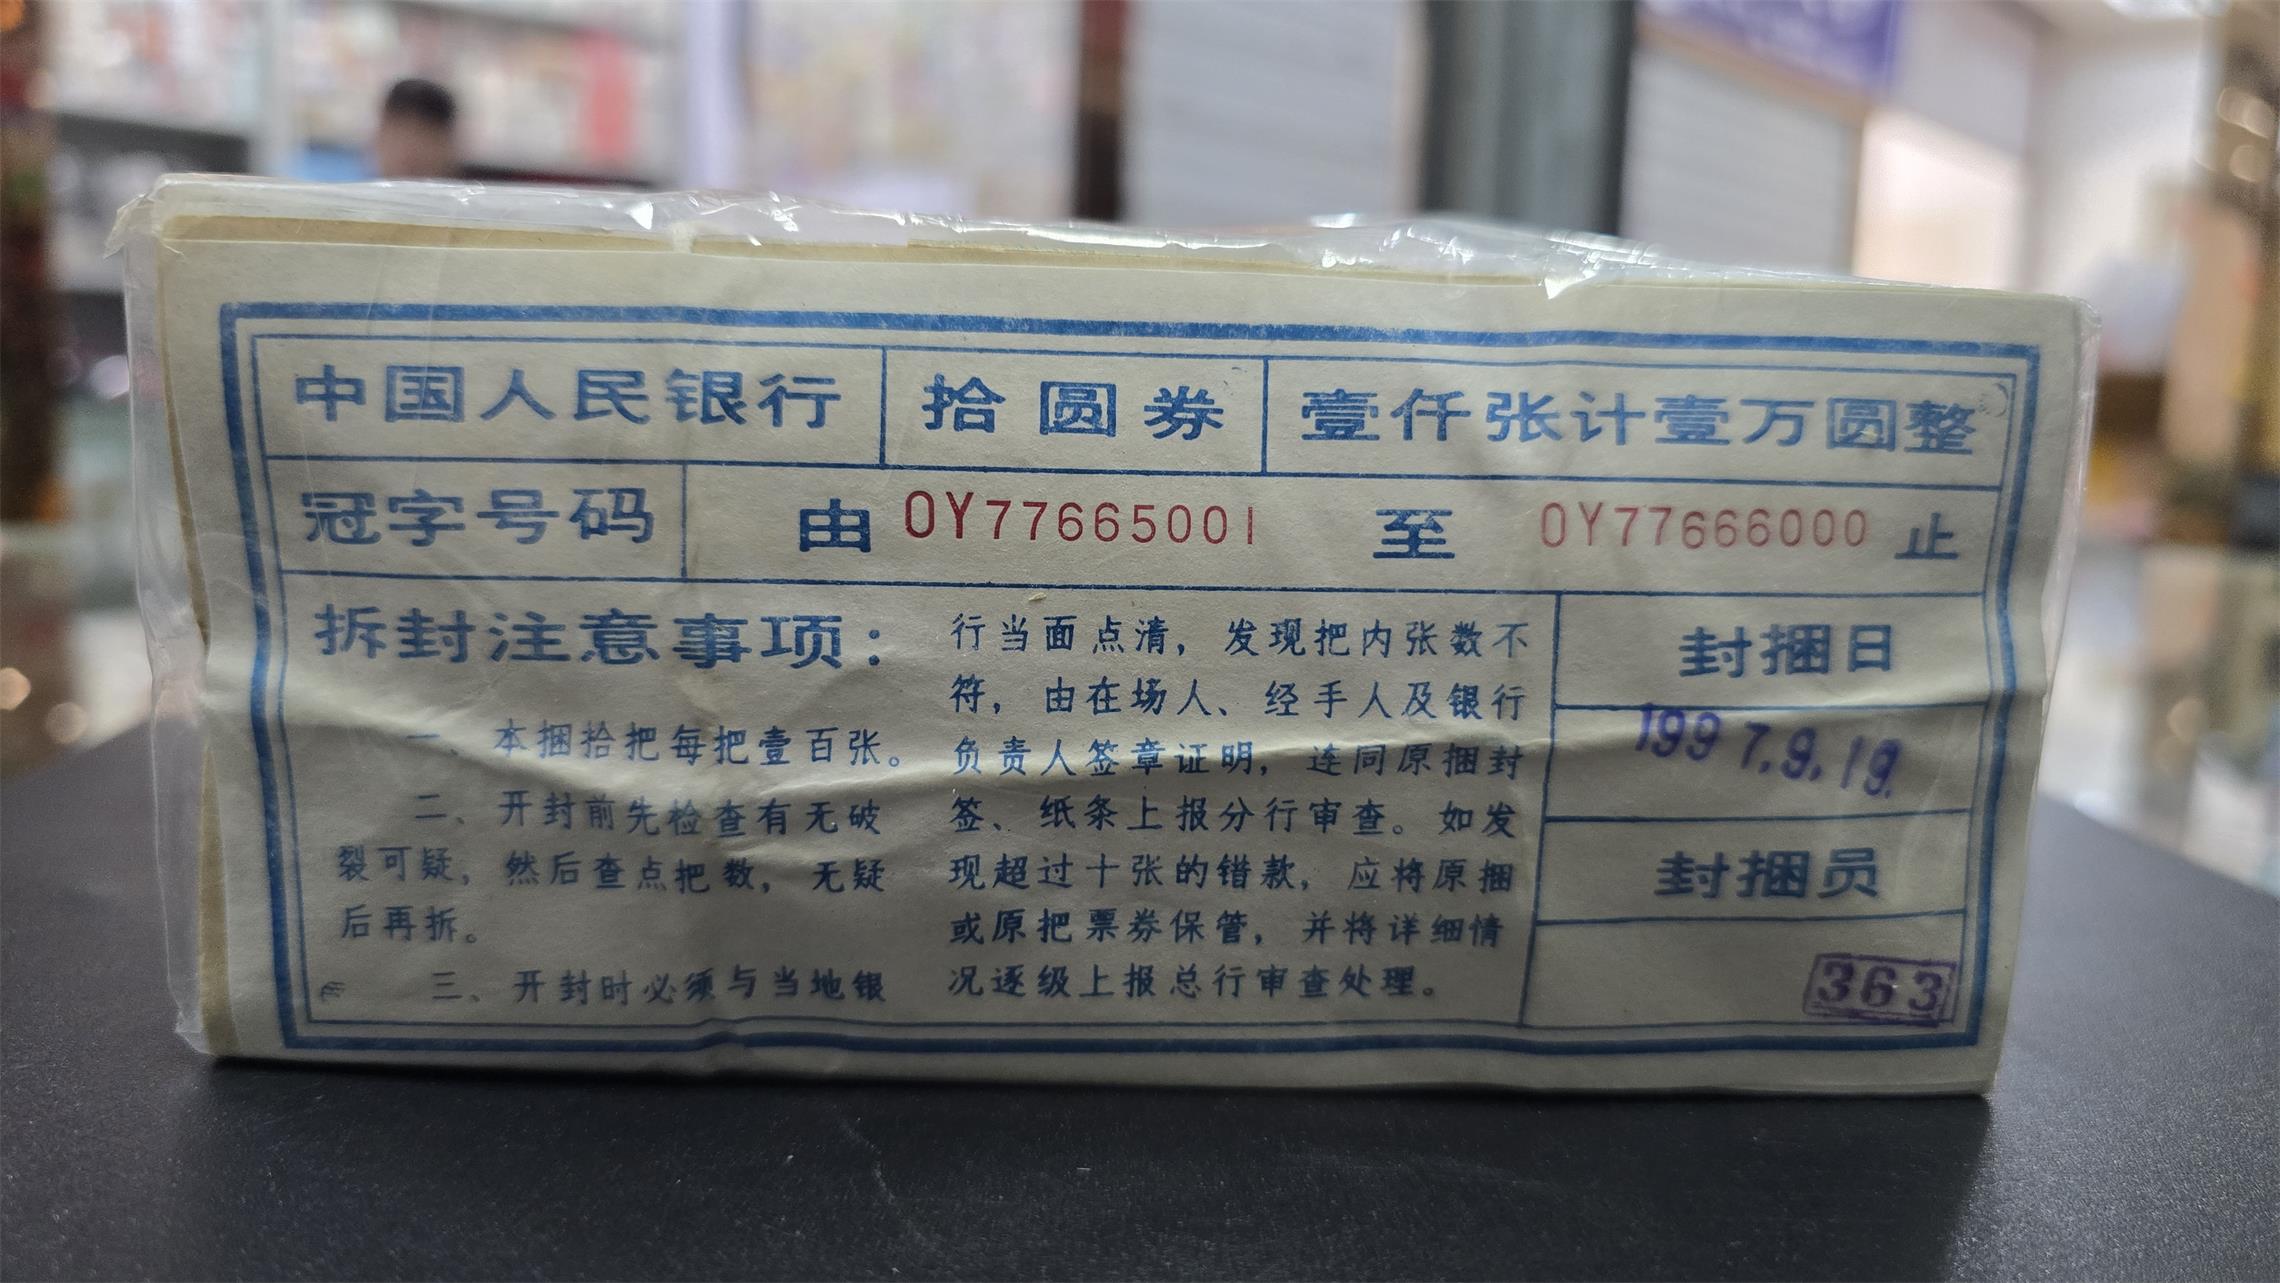 中国人民银行 拾圆券 壹仟张计壹万圆整
冠字号码 由 OY77665001 至 OY77666000 止
拆封注意事项：
一、本捆拾把每把壹百张。
二、开封前先检查有无破
裂可疑，然后查点把数，无疑
后再拆。
三、开封时必须与当地银
行当面点清，发现把内张数不
符，由在场人、经手人及银行
负责人签章证明，连同原捆封
签、纸条上报分行审查。如发
现超过十张的错款，应将原捆
或原把票券保管，并将详细情
况逐级上报总行审查处理。
封捆日
1997.9.19.
封捆员
363